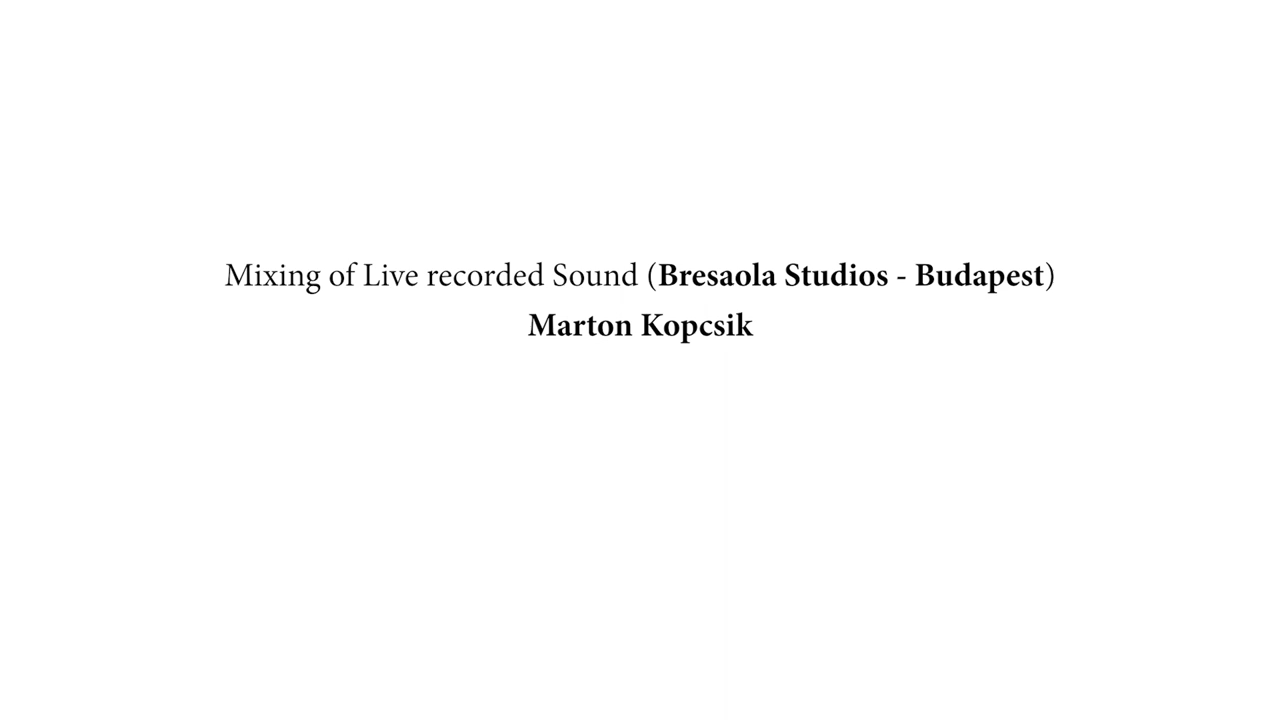 Mixing of Live recorded Sound (Bresaola Studios - Budapest)
Marton Kopcsik